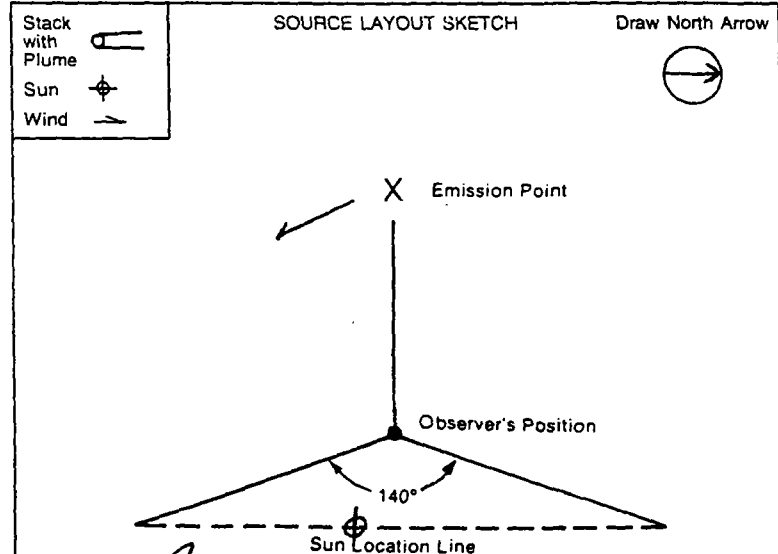 Stack
with
Plume
Sun
Wind
SOURCE LAYOUT SKETCH
Draw North Arrow
X Emission Point
Observer's Position
140°
Sun Location Line